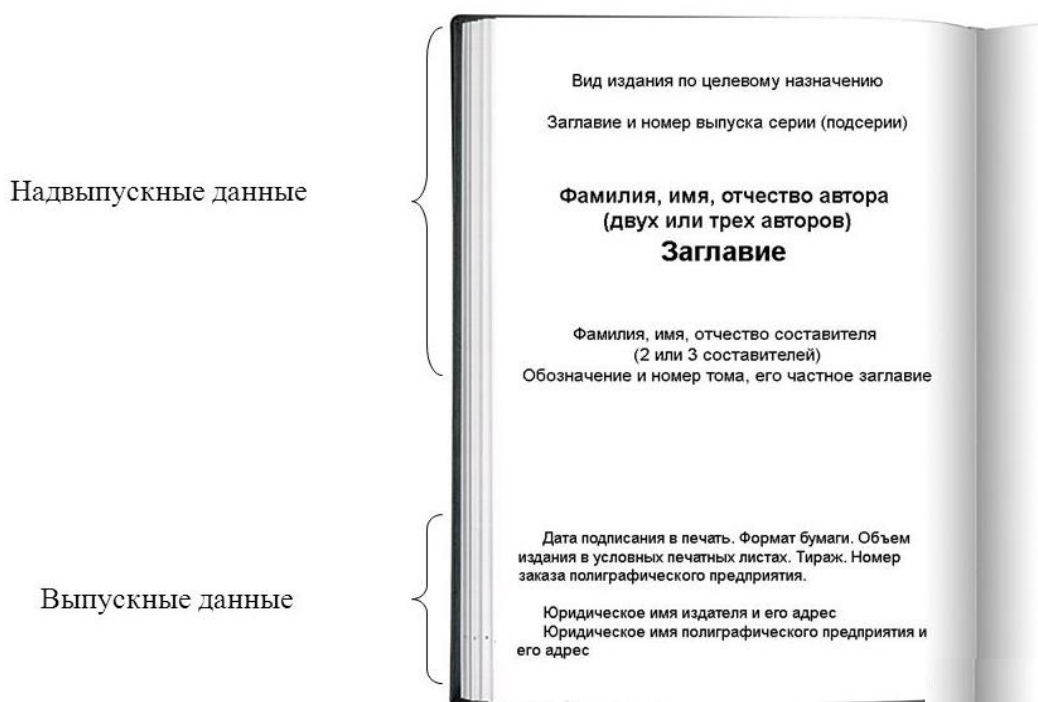 Вид издания по целевому назначению
Заглавие и номер выпуска серии (подсерии)
Надвыпускные данные
Фамилия, имя, отчество автора
(двух или трех авторов)
Заглавие
Фамилия, имя, отчество составителя
(2 или 3 составителей)
Обозначение и номер тома, его частное заглавие
Выпускные данные
Дата подписания в печать. Формат бумаги. Объем
издания в условных печатных листах. Тираж. Номер
заказа полиграфического предприятия.
Юридическое имя издателя и его адрес
Юридическое имя полиграфического предприятия и
его адрес